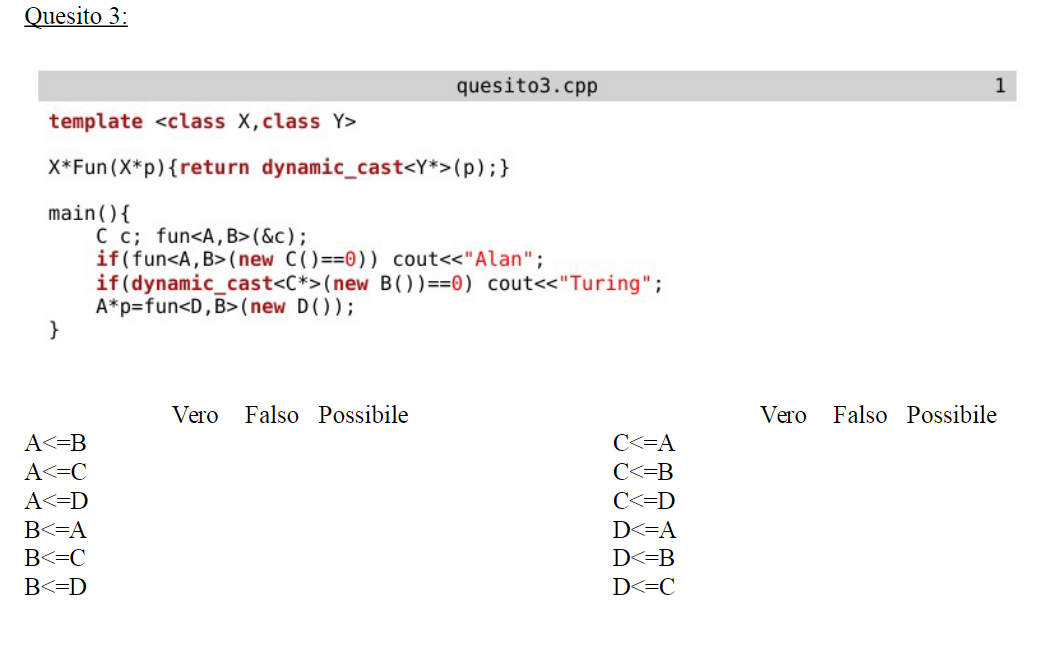 Quesito 3:
quesito3.cpp 1
template <class X,class Y>
X*Fun(X*p){return dynamic_cast<Y*>(p);}
main(){
C c; fun<A,B>(&c);
if(fun<A,B>(new C()==0)) cout<<"Alan";
if(dynamic_cast<C*>(new B())==0) cout<<"Turing";
A*p=fun<D,B>(new D());
}
Vero Falso Possibile Vero Falso Possibile
A<=B C<=A
A<=C C<=B
A<=D C<=D
B<=A D<=A
B<=C D<=B
B<=D D<=C